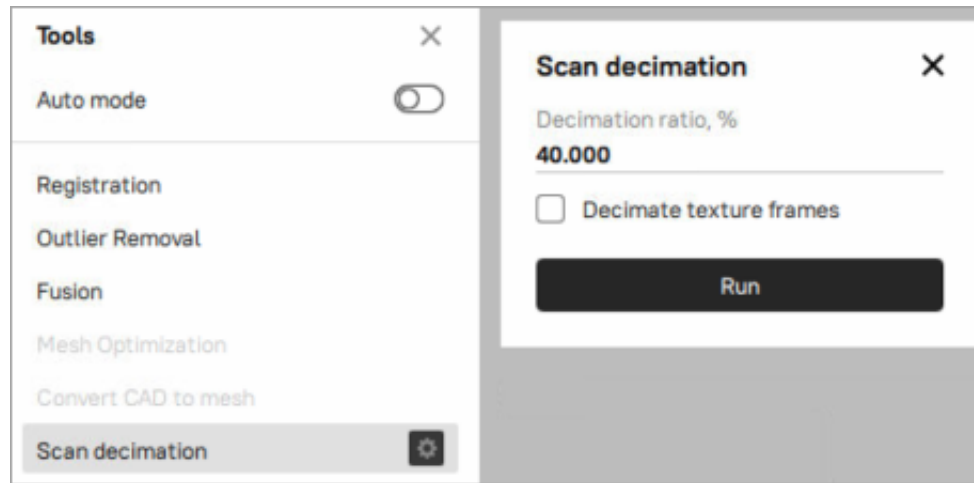 Tools
Auto mode
Registration
Outlier Removal
Fusion
Mesh Optimization
Convert CAD to mesh
Scan decimation
Scan decimation
Decimation ratio, %
40.000
Decimate texture frames
Run